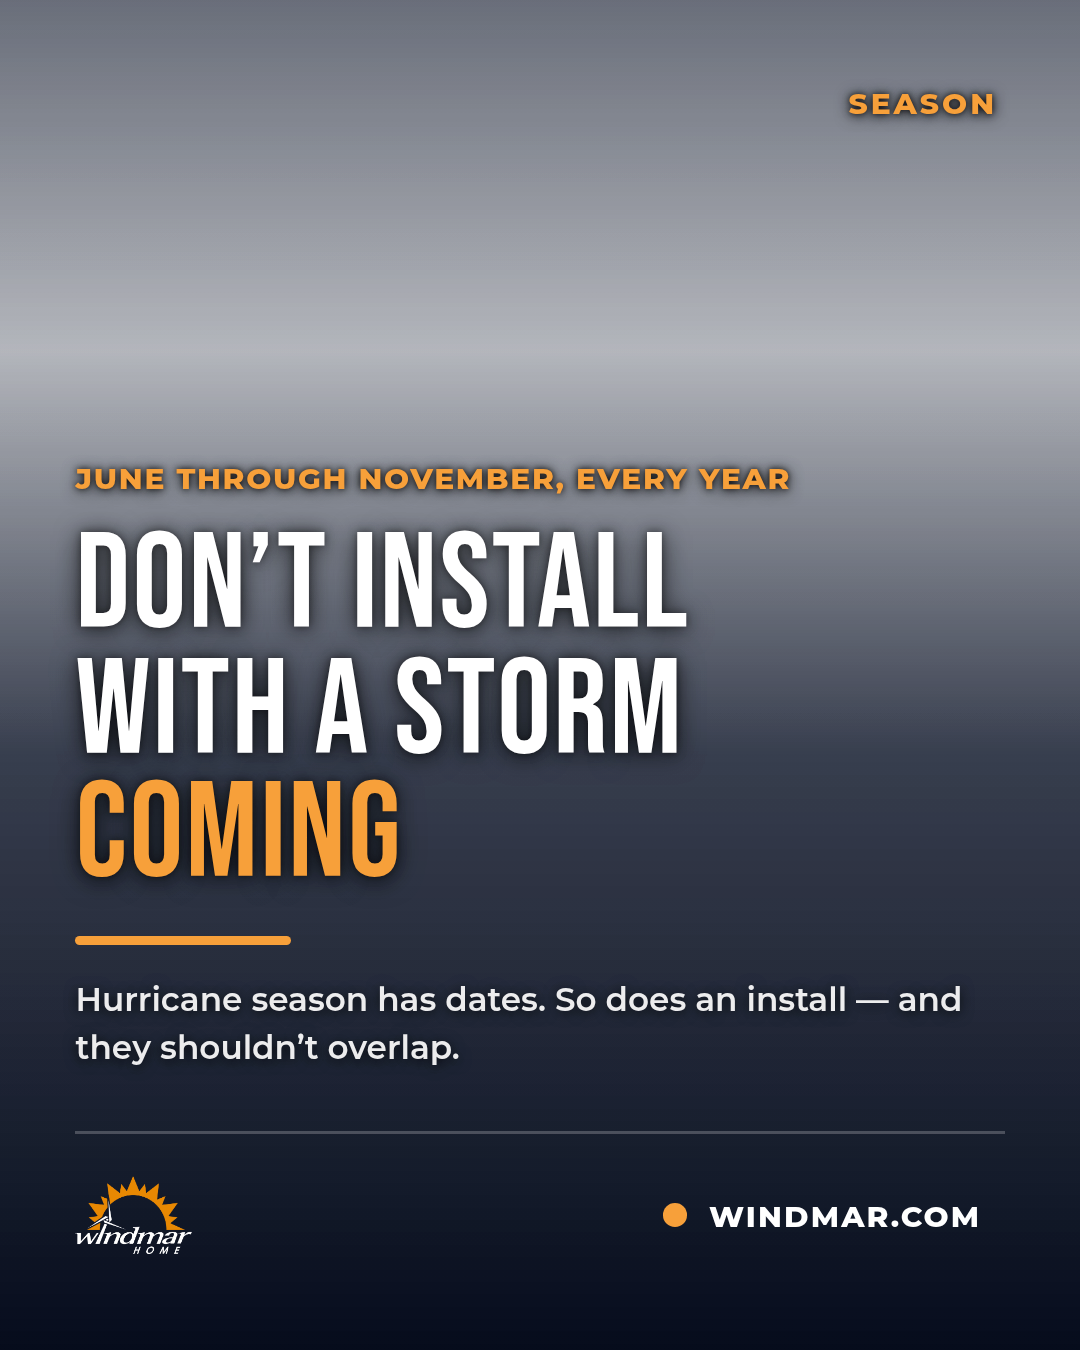 SEASON
JUNE THROUGH NOVEMBER, EVERY YEAR
DON’T INSTALL
WITH A STORM
COMING
Hurricane season has dates. So does an install — and
they shouldn’t overlap.
windmar
HOME
WINDMAR.COM